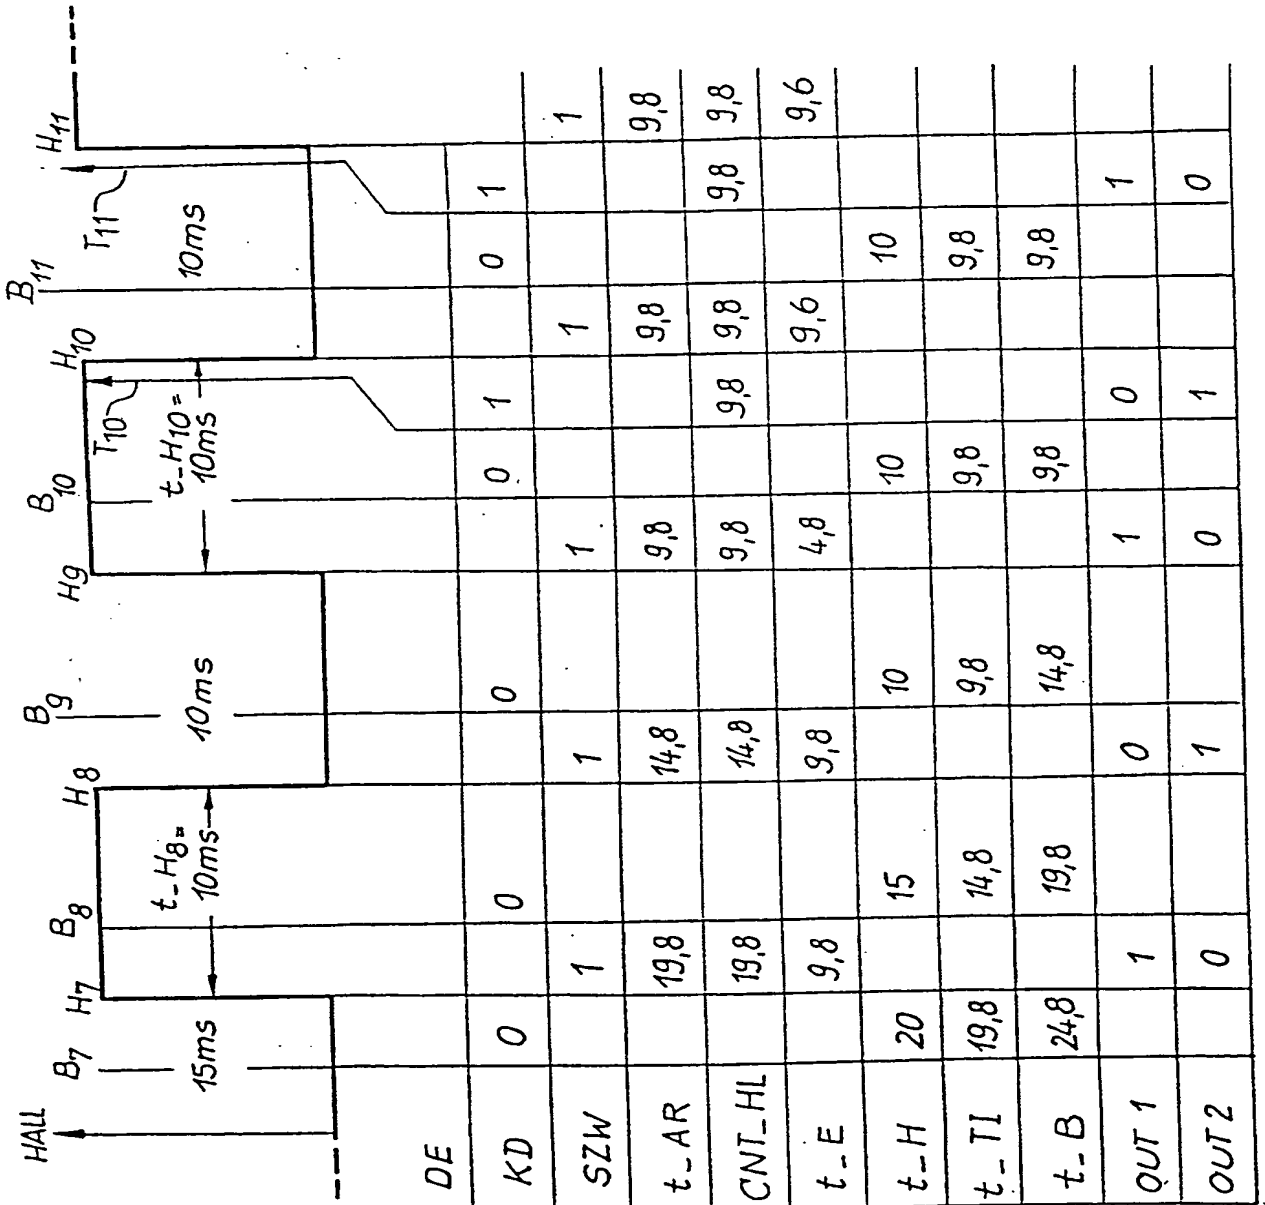 HALL B7 H7 B8 H8 B9 H9 B10 H10 B11 H11
T10 T11
t_H8= t_H10=
15ms 10ms 10ms 10ms 10ms
DE
KD 0 0 0 0 1 0 1
SZW 1 1 1 1 1
t_AR 19,8 14,8 9,8 9,8 9,8
CNT_HL 19,8 14,8 9,8 9,8 9,8 9,8 9,8
t_E 9,8 9,8 4,8 9,6 9,6
t_H 20 15 10 10 10
t_TI 19,8 14,8 9,8 9,8 9,8
t_B 24,8 19,8 14,8 9,8 9,8
OUT 1 1 0 1 0 1
OUT 2 0 1 0 1 0